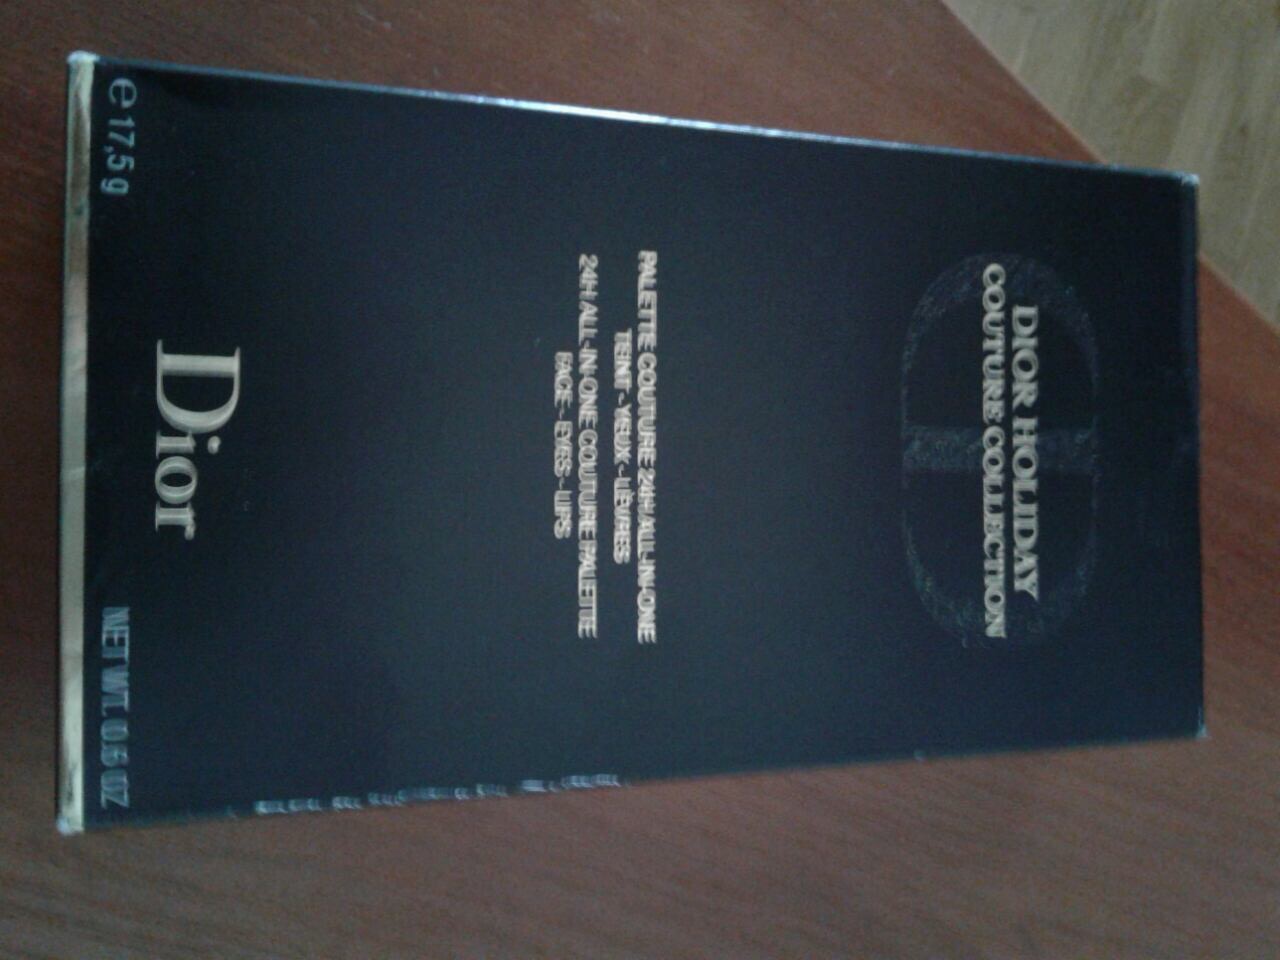 DIOR HOLIDAY
COUTURE COLLECTION
PALETTE COUTURE 24H ALL-IN-ONE
TEINT - YEUX - LÈVRES
24H ALL-IN-ONE COUTURE PALETTE
FACE - EYES - LIPS
Dior
e 17,5 g
NET WT. 0.6 OZ